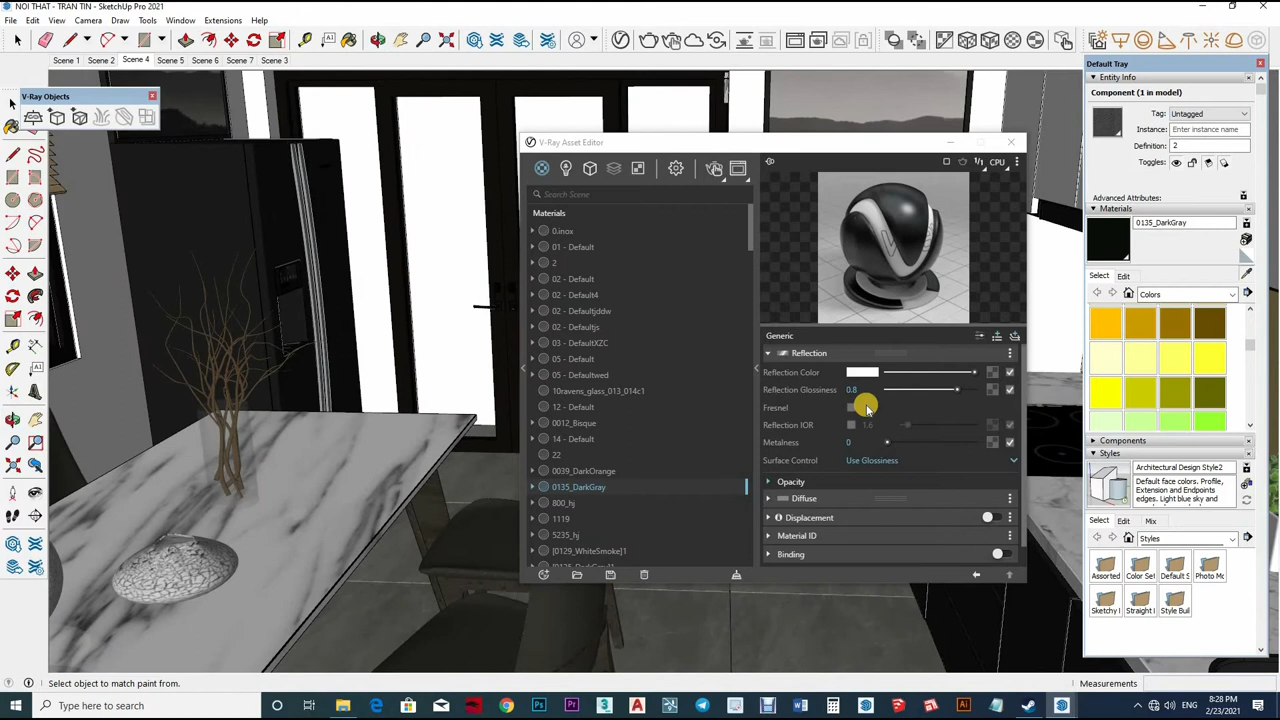 NOI THAT - TRAN TIN - SketchUp Pro 2021
File Edit View Camera Draw Tools Window Extensions Help
Scene 1 Scene 2 Scene 4 Scene 5 Scene 6 Scene 7 Scene 3
V-Ray Objects
V-Ray Asset Editor
1/1 CPU
Search Scene
Materials
0.inox
01 - Default
2
02 - Default
02 - Default4
02 - Defaultjddw
02 - Defaultjs
03 - DefaultXZC
05 - Default
05 - Defaultwed
10ravens_glass_013_014c1
12 - Default
0012_Bisque
14 - Default
22
0039_DarkOrange
0135_DarkGray
800_hj
1119
5235_hj
[0129_WhiteSmoke]1
Generic
Reflection
Reflection Color
Reflection Glossiness 0.8
Fresnel
Reflection IOR 1.6
Metalness 0
Surface Control Use Glossiness
Opacity
Diffuse
Displacement
Material ID
Binding
Default Tray
Entity Info
Component (1 in model)
Tag: Untagged
Instance: Enter instance name
Definition: 2
Toggles:
Advanced Attributes:
Materials
0135_DarkGray
Select Edit
Colors
Components
Styles
Architectural Design Style2
Default face colors. Profile,
Extension and Endpoints
edges. Light blue sky and
Select Edit Mix
Styles
Assorted Color Se Default S Photo Mo
Sketchy Straight Style Buil
Select object to match paint from.
Measurements
Type here to search
8:28 PM
2/23/2021